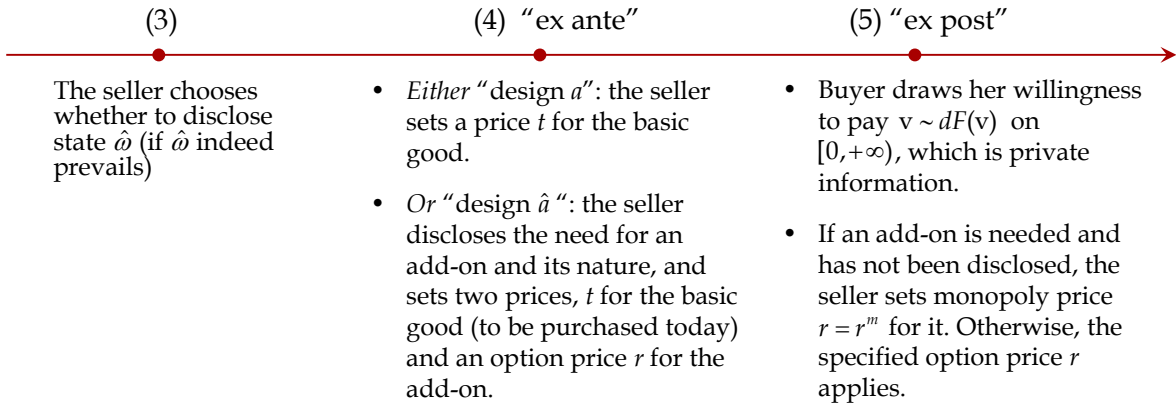 (3)
(4) “ex ante”
(5) “ex post”
The seller chooses
whether to disclose
state ω̂ (if ω̂ indeed
prevails)
• Either “design a”: the seller
sets a price t for the basic
good.
• Or “design â “: the seller
discloses the need for an
add-on and its nature, and
sets two prices, t for the basic
good (to be purchased today)
and an option price r for the
add-on.
• Buyer draws her willingness
to pay v ~ dF(v) on
[0,+∞), which is private
information.
• If an add-on is needed and
has not been disclosed, the
seller sets monopoly price
r = rᵐ for it. Otherwise, the
specified option price r
applies.